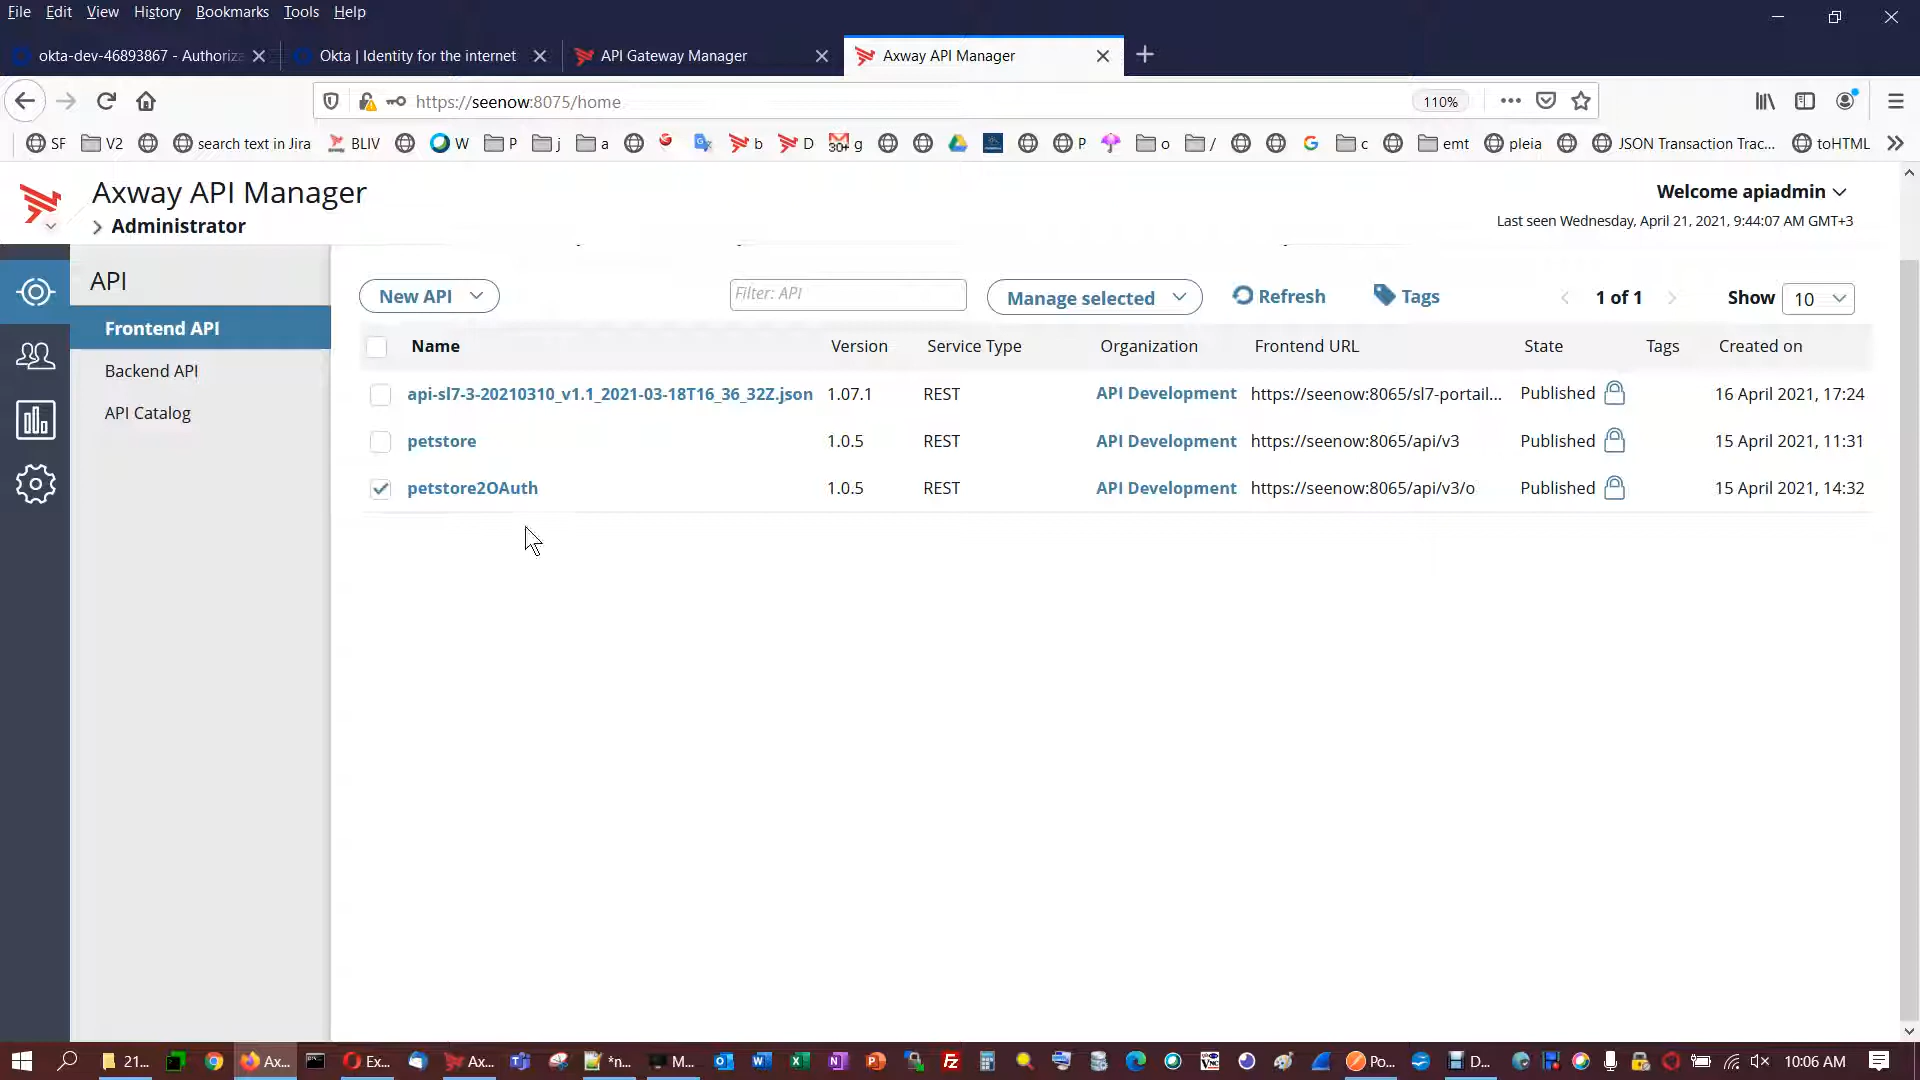 File Edit View History Bookmarks Tools Help
okta-dev-46893867 - Authoriza
Okta | Identity for the internet
API Gateway Manager
Axway API Manager
https://seenow:8075/home
110%
SF V2 search text in Jira BLIV W P j a b D 30+ g P o / c emt pleia JSON Transaction Trac... toHTML
Axway API Manager
Administrator
Welcome apiadmin
Last seen Wednesday, April 21, 2021, 9:44:07 AM GMT+3
API
Frontend API
Backend API
API Catalog
New API
Filter: API
Manage selected
Refresh
Tags
1 of 1
Show 10
Name Version Service Type Organization Frontend URL State Tags Created on
api-sl7-3-20210310_v1.1_2021-03-18T16_36_32Z.json 1.07.1 REST API Development https://seenow:8065/sl7-portail... Published 16 April 2021, 17:24
petstore 1.0.5 REST API Development https://seenow:8065/api/v3 Published 15 April 2021, 11:31
petstore2OAuth 1.0.5 REST API Development https://seenow:8065/api/v3/o Published 15 April 2021, 14:32
21... Ax... Ex... Ax... *n... M... Po... D... 10:06 AM